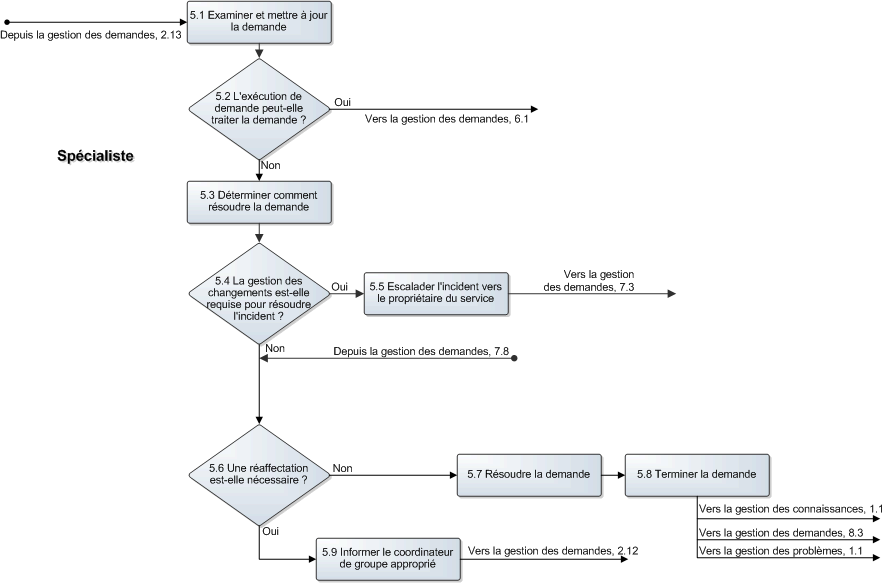 5.1 Examiner et mettre à jour
la demande
Depuis la gestion des demandes, 2.13
5.2 L'exécution de
demande peut-elle
traiter la demande ?
Oui
Vers la gestion des demandes, 6.1
Spécialiste
Non
5.3 Déterminer comment
résoudre la demande
5.4 La gestion des
changements est-elle
requise pour résoudre
l'incident ?
Oui
5.5 Escalader l'incident vers
le propriétaire du service
Vers la gestion
des demandes, 7.3
Non
Depuis la gestion des demandes, 7.8
5.6 Une réaffectation
est-elle nécessaire ?
Non
5.7 Résoudre la demande
5.8 Terminer la demande
Vers la gestion des connaissances, 1.1
Vers la gestion des demandes, 8.3
Vers la gestion des problèmes, 1.1
Oui
5.9 Informer le coordinateur
de groupe approprié
Vers la gestion des demandes, 2.12